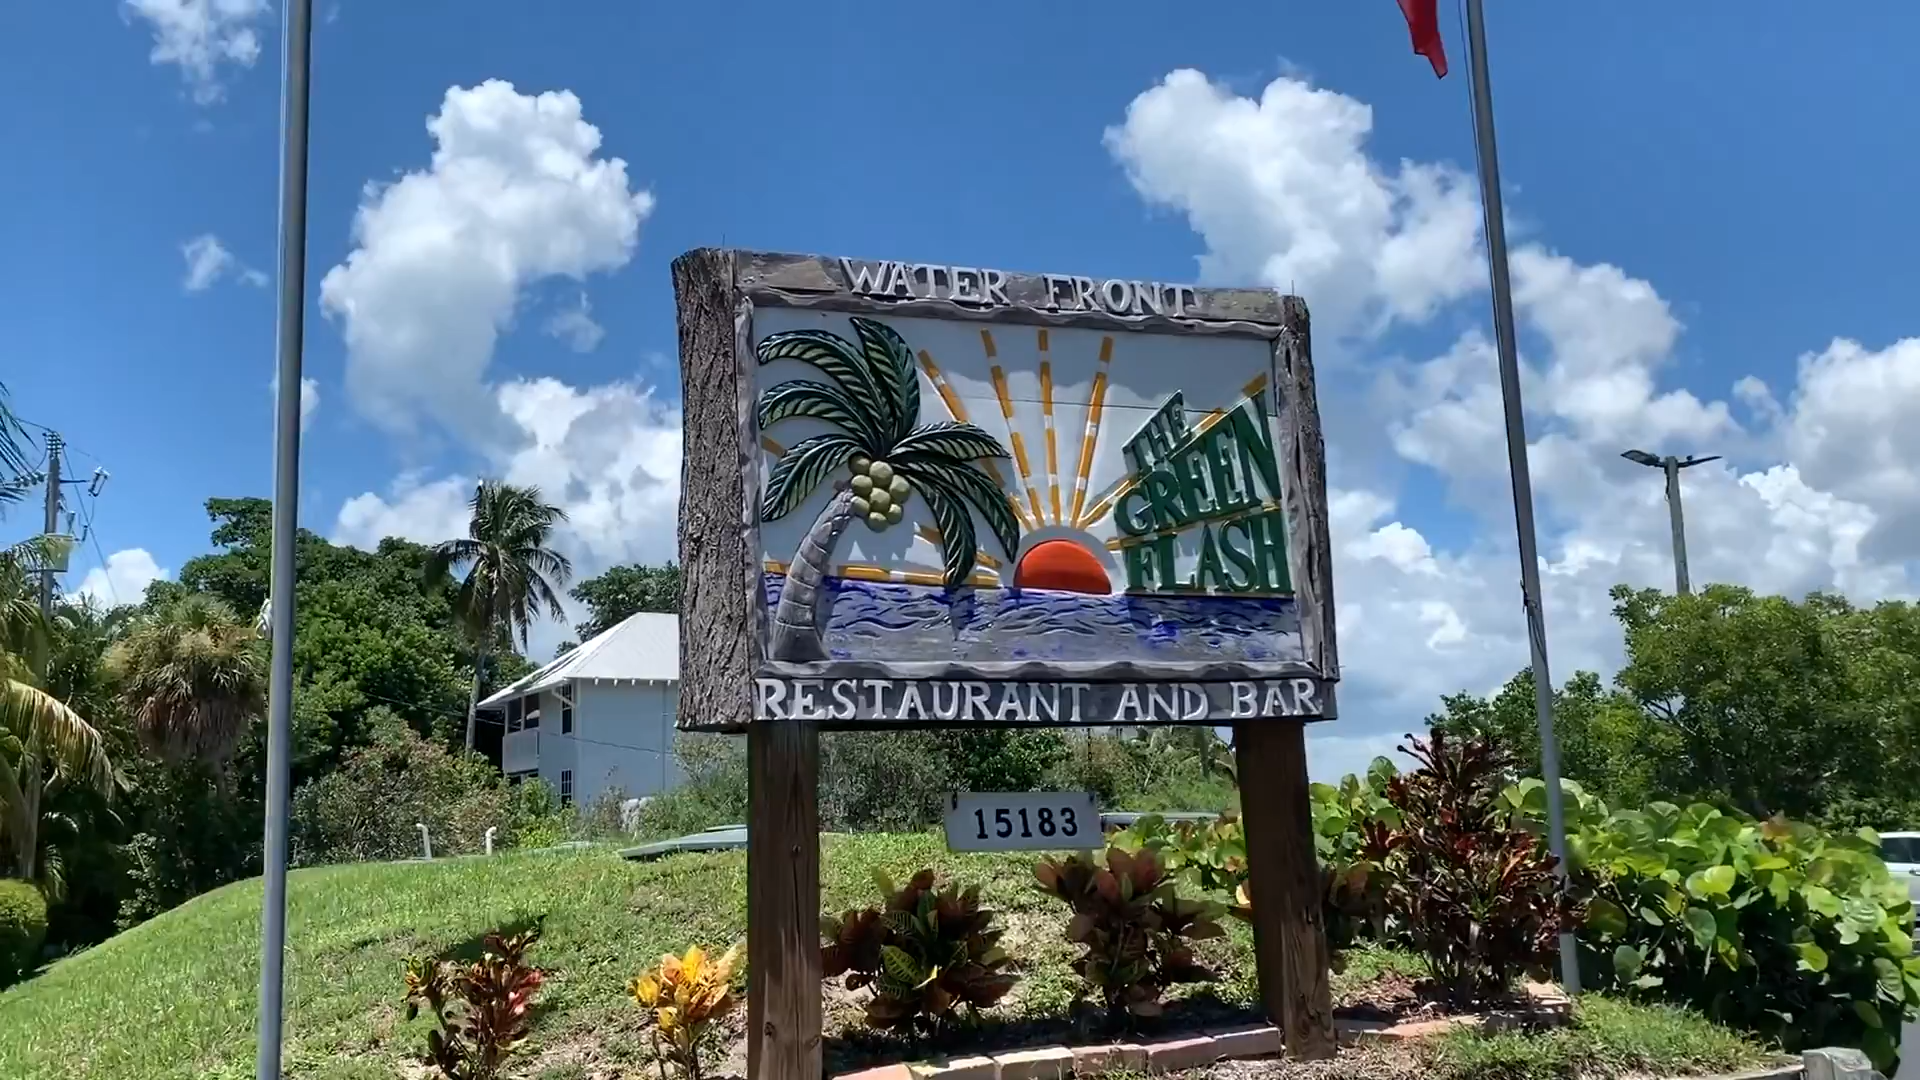 WATER FRONT
THE
GREEN
FLASH
RESTAURANT AND BAR
15183